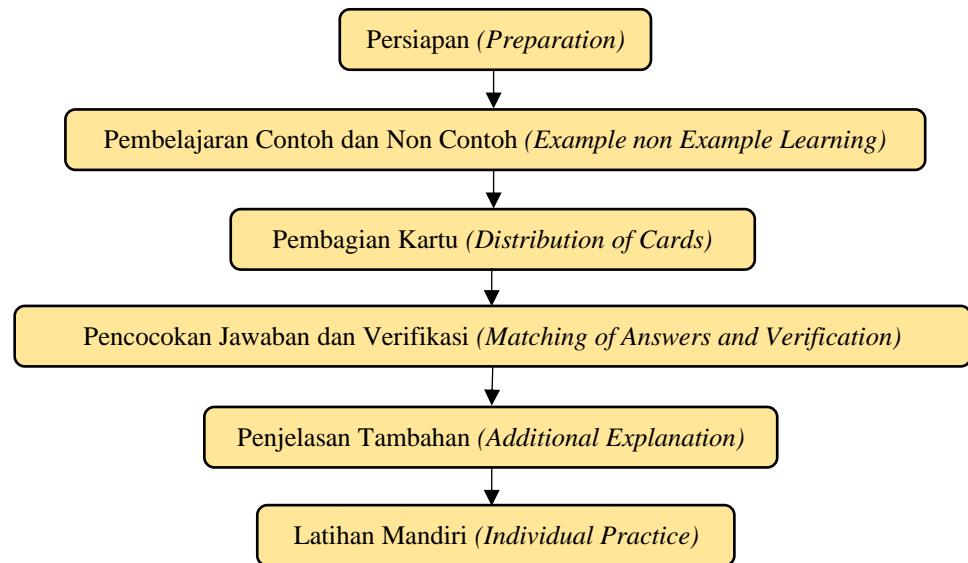 Persiapan (Preparation)
Pembelajaran Contoh dan Non Contoh (Example non Example Learning)
Pembagian Kartu (Distribution of Cards)
Pencocokan Jawaban dan Verifikasi (Matching of Answers and Verification)
Penjelasan Tambahan (Additional Explanation)
Latihan Mandiri (Individual Practice)